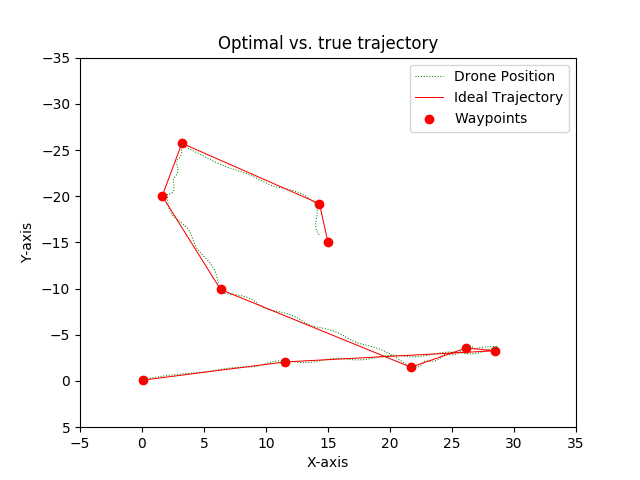 Optimal vs. true trajectory
Drone Position
Ideal Trajectory
Waypoints
Y-axis
−35
−30
−25
−20
−15
−10
−5
0
5
−5 0 5 10 15 20 25 30 35
X-axis